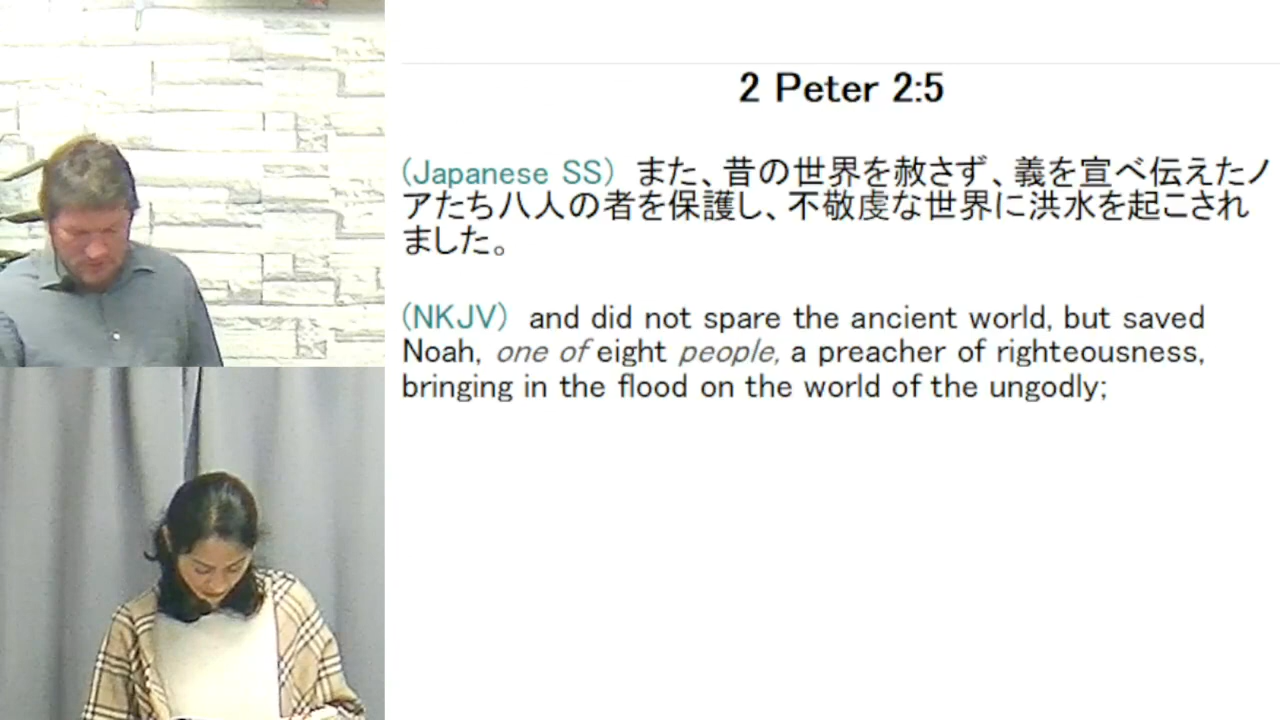 2 Peter 2:5
(Japanese SS) また、昔の世界を赦さず、義を宣べ伝えたノ
アたち八人の者を保護し、不敬虔な世界に洪水を起こされ
ました。
(NKJV) and did not spare the ancient world, but saved
Noah, one of eight people, a preacher of righteousness,
bringing in the flood on the world of the ungodly;